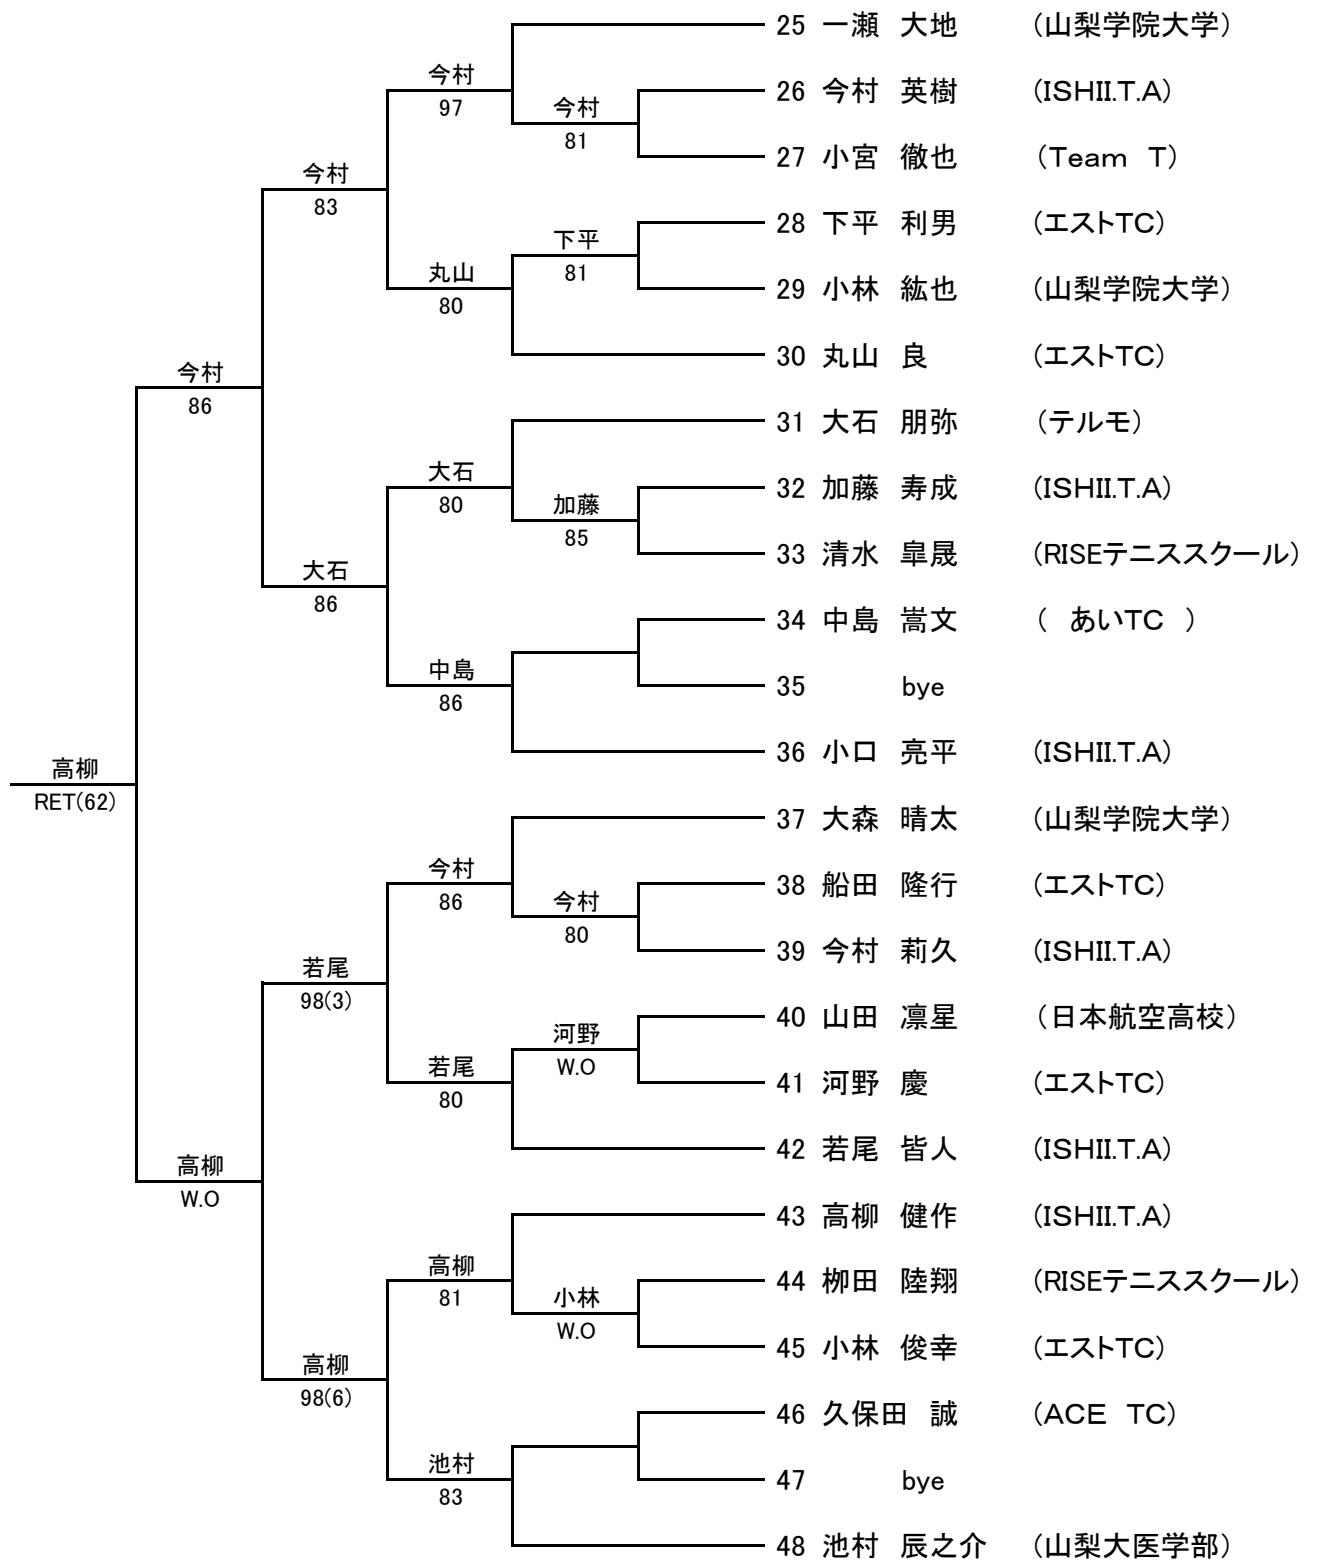 25 一瀬 大地 （山梨学院大学）
今村
97
26 今村 英樹 （ISHII.T.A）
今村
81
27 小宮 徹也 （Team T）
今村
83
28 下平 利男 （エストTC）
下平
81
丸山
80
29 小林 紘也 （山梨学院大学）
30 丸山 良 （エストTC）
今村
86
31 大石 朋弥 （テルモ）
大石
80
32 加藤 寿成 （ISHII.T.A）
加藤
85
33 清水 皐晟 （RISEテニススクール）
大石
86
34 中島 嵩文 （ あいTC ）
中島
86
35 bye
36 小口 亮平 （ISHII.T.A）
高柳
RET(62)
37 大森 晴太 （山梨学院大学）
今村
86
38 船田 隆行 （エストTC）
今村
80
39 今村 莉久 （ISHII.T.A）
若尾
98(3)
40 山田 凛星 （日本航空高校）
河野
W.O
若尾
80
41 河野 慶 （エストTC）
42 若尾 皆人 （ISHII.T.A）
高柳
W.O
43 高柳 健作 （ISHII.T.A）
高柳
81
44 栁田 陸翔 （RISEテニススクール）
小林
W.O
45 小林 俊幸 （エストTC）
高柳
98(6)
46 久保田 誠 （ACE TC）
池村
83
47 bye
48 池村 辰之介 （山梨大医学部）